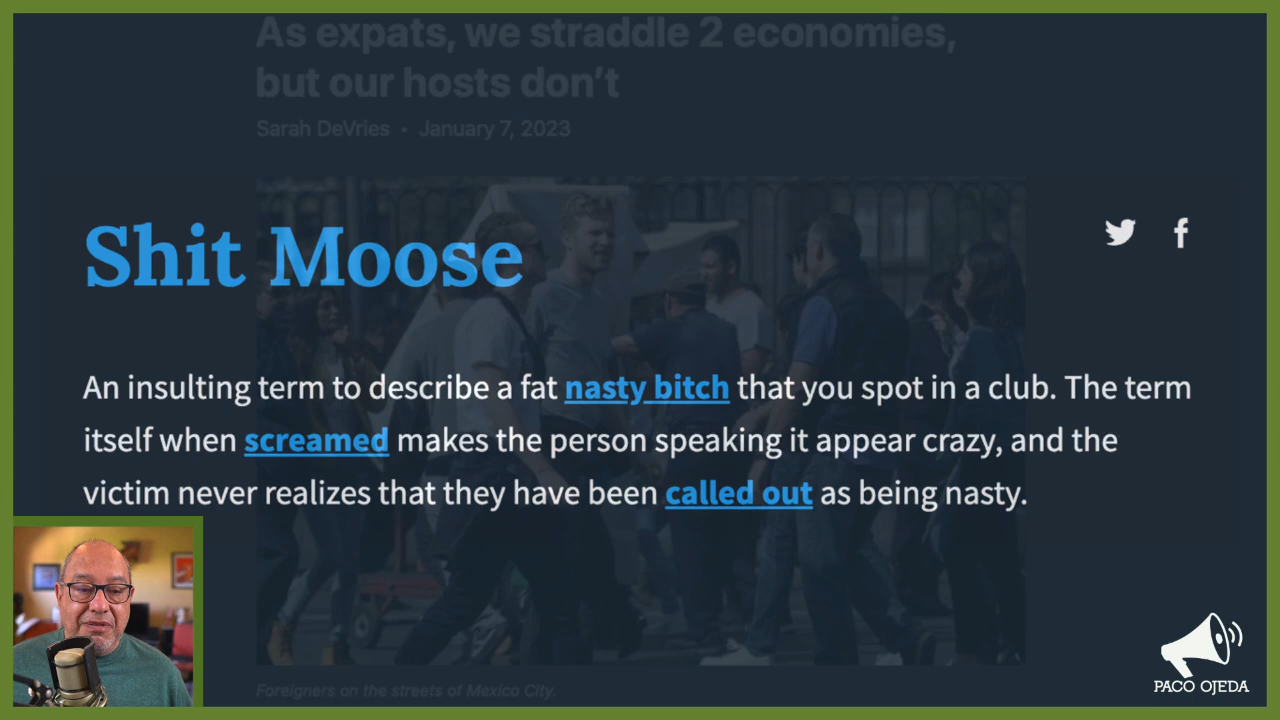 As expats, we straddle 2 economies,
but our hosts don't
Sarah DeVries • January 7, 2023
Shit Moose
An insulting term to describe a fat nasty bitch that you spot in a club. The term
itself when screamed makes the person speaking it appear crazy, and the
victim never realizes that they have been called out as being nasty.
Foreigners on the streets of Mexico City.
PACO OJEDA